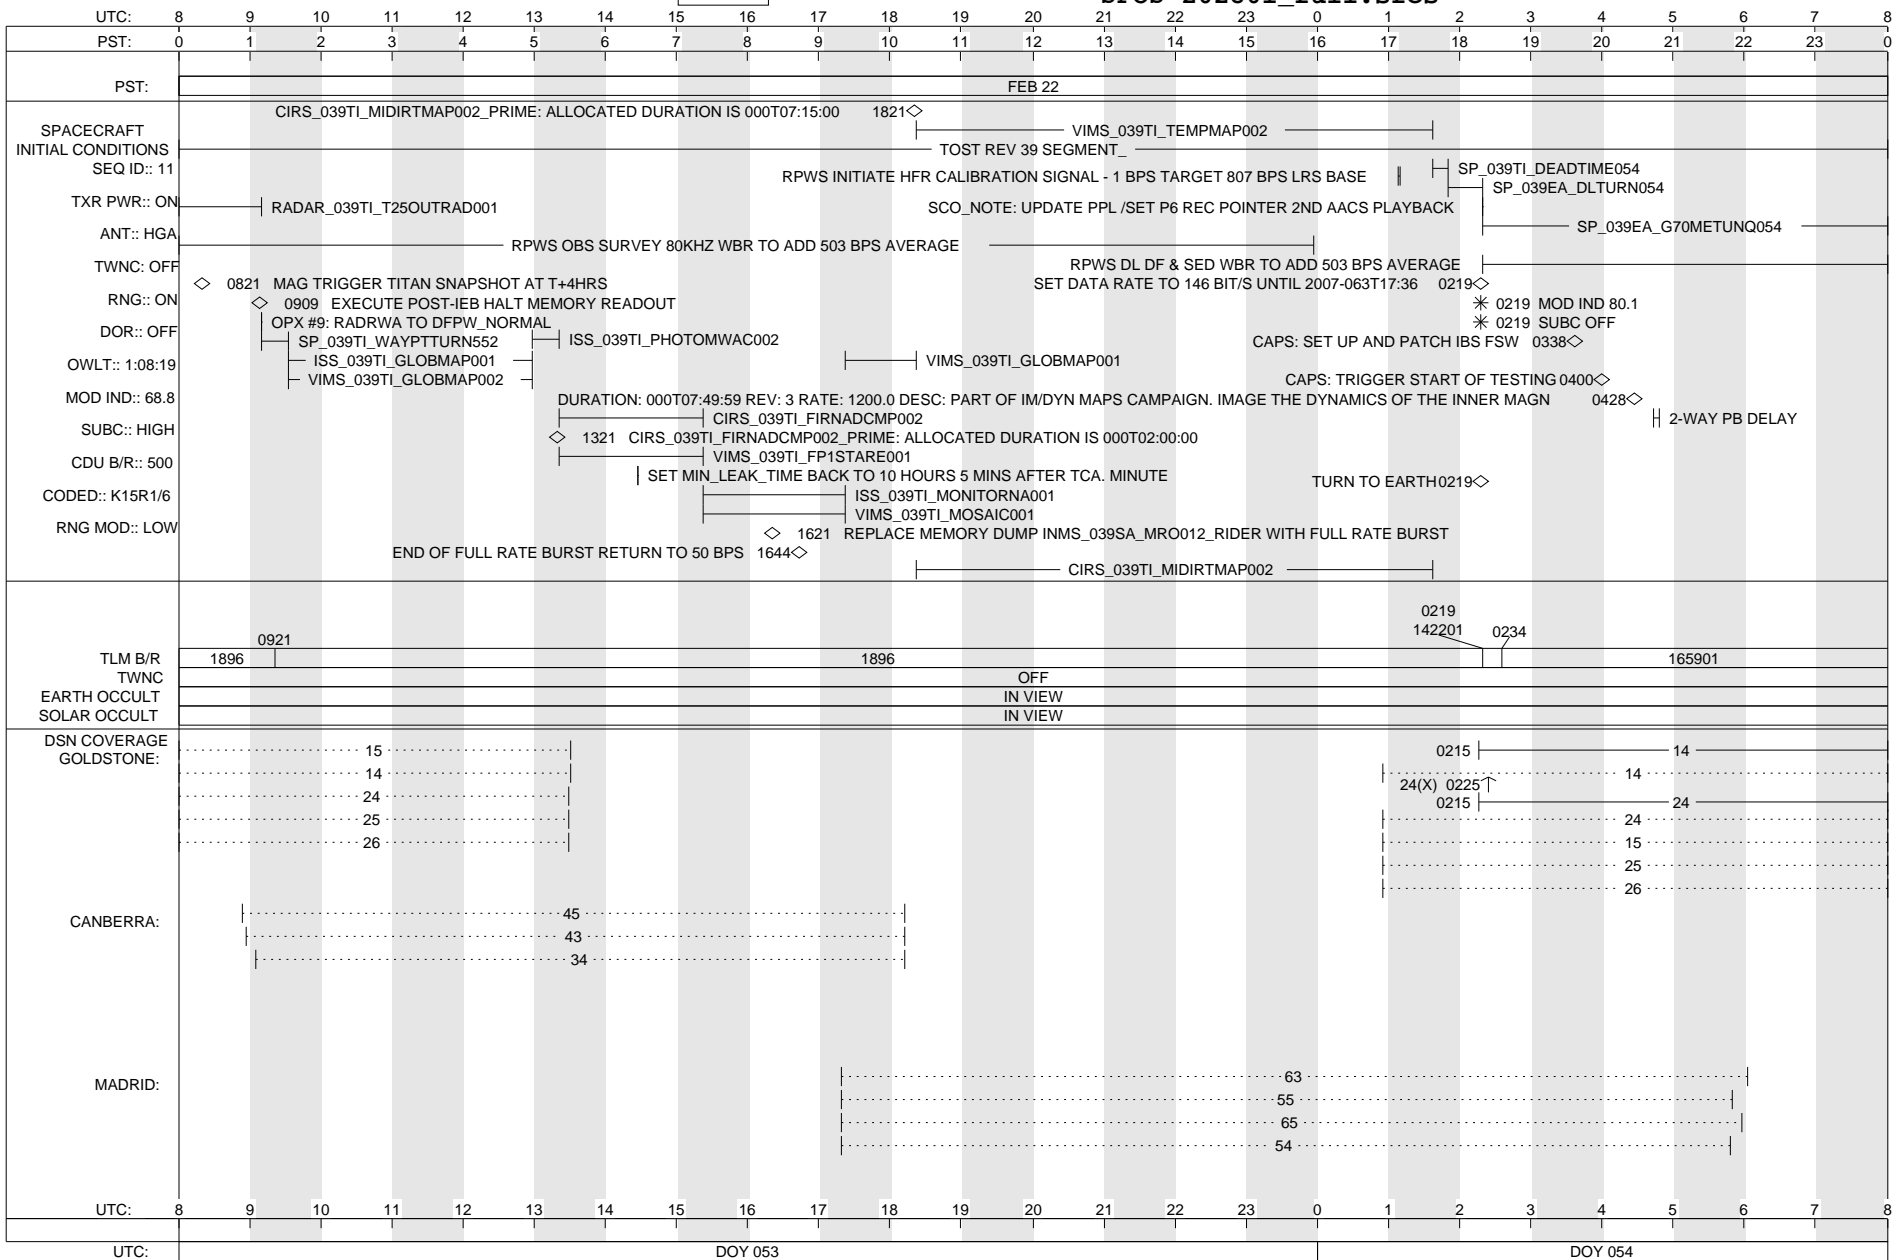 UTC: 8 9 10 11 12 13 14 15 16 17 18 19 20 21 22 23 0 1 2 3 4 5 6 7 8
PST: 0 1 2 3 4 5 6 7 8 9 10 11 12 13 14 15 16 17 18 19 20 21 22 23 0
PST: FEB 22
CIRS_039TI_MIDIRTMAP002_PRIME: ALLOCATED DURATION IS 000T07:15:00 1821
SPACECRAFT VIMS_039TI_TEMPMAP002
INITIAL CONDITIONS TOST REV 39 SEGMENT_
SEQ ID:: 11 SP_039TI_DEADTIME054
RPWS INITIATE HFR CALIBRATION SIGNAL - 1 BPS TARGET 807 BPS LRS BASE
SP_039EA_DLTURN054
TXR PWR:: ON RADAR_039TI_T25OUTRAD001 SCO_NOTE: UPDATE PPL /SET P6 REC POINTER 2ND AACS PLAYBACK
ANT:: HGA SP_039EA_G70METUNQ054
RPWS OBS SURVEY 80KHZ WBR TO ADD 503 BPS AVERAGE
TWNC: OFF RPWS DL DF & SED WBR TO ADD 503 BPS AVERAGE
0821 MAG TRIGGER TITAN SNAPSHOT AT T+4HRS SET DATA RATE TO 146 BIT/S UNTIL 2007-063T17:36 0219
RNG:: ON 0909 EXECUTE POST-IEB HALT MEMORY READOUT 0219 MOD IND 80.1
OPX #9: RADRWA TO DFPW_NORMAL 0219 SUBC OFF
DOR:: OFF SP_039TI_WAYPTTURN552 ISS_039TI_PHOTOMWAC002 CAPS: SET UP AND PATCH IBS FSW 0338
OWLT:: 1:08:19 ISS_039TI_GLOBMAP001 VIMS_039TI_GLOBMAP001
VIMS_039TI_GLOBMAP002 CAPS: TRIGGER START OF TESTING 0400
MOD IND:: 68.8 DURATION: 000T07:49:59 REV: 3 RATE: 1200.0 DESC: PART OF IM/DYN MAPS CAMPAIGN. IMAGE THE DYNAMICS OF THE INNER MAGN 0428
CIRS_039TI_FIRNADCMP002 2-WAY PB DELAY
SUBC:: HIGH 1321 CIRS_039TI_FIRNADCMP002_PRIME: ALLOCATED DURATION IS 000T02:00:00
VIMS_039TI_FP1STARE001
CDU B/R:: 500
SET MIN_LEAK_TIME BACK TO 10 HOURS 5 MINS AFTER TCA. MINUTE TURN TO EARTH 0219
CODED:: K15R1/6 ISS_039TI_MONITORNA001
VIMS_039TI_MOSAIC001
RNG MOD:: LOW 1621 REPLACE MEMORY DUMP INMS_039SA_MRO012_RIDER WITH FULL RATE BURST
END OF FULL RATE BURST RETURN TO 50 BPS 1644
CIRS_039TI_MIDIRTMAP002
0219
0921 142201 0234
TLM B/R 1896 1896 165901
TWNC OFF
EARTH OCCULT IN VIEW
SOLAR OCCULT IN VIEW
DSN COVERAGE
GOLDSTONE: 15 0215 14
14 14
24(X) 0225
24 0215 24
25 24
26 15
25
26
CANBERRA: 45
43
34
MADRID: 63
55
65
54
UTC: 8 9 10 11 12 13 14 15 16 17 18 19 20 21 22 23 0 1 2 3 4 5 6 7 8
UTC: DOY 053 DOY 054